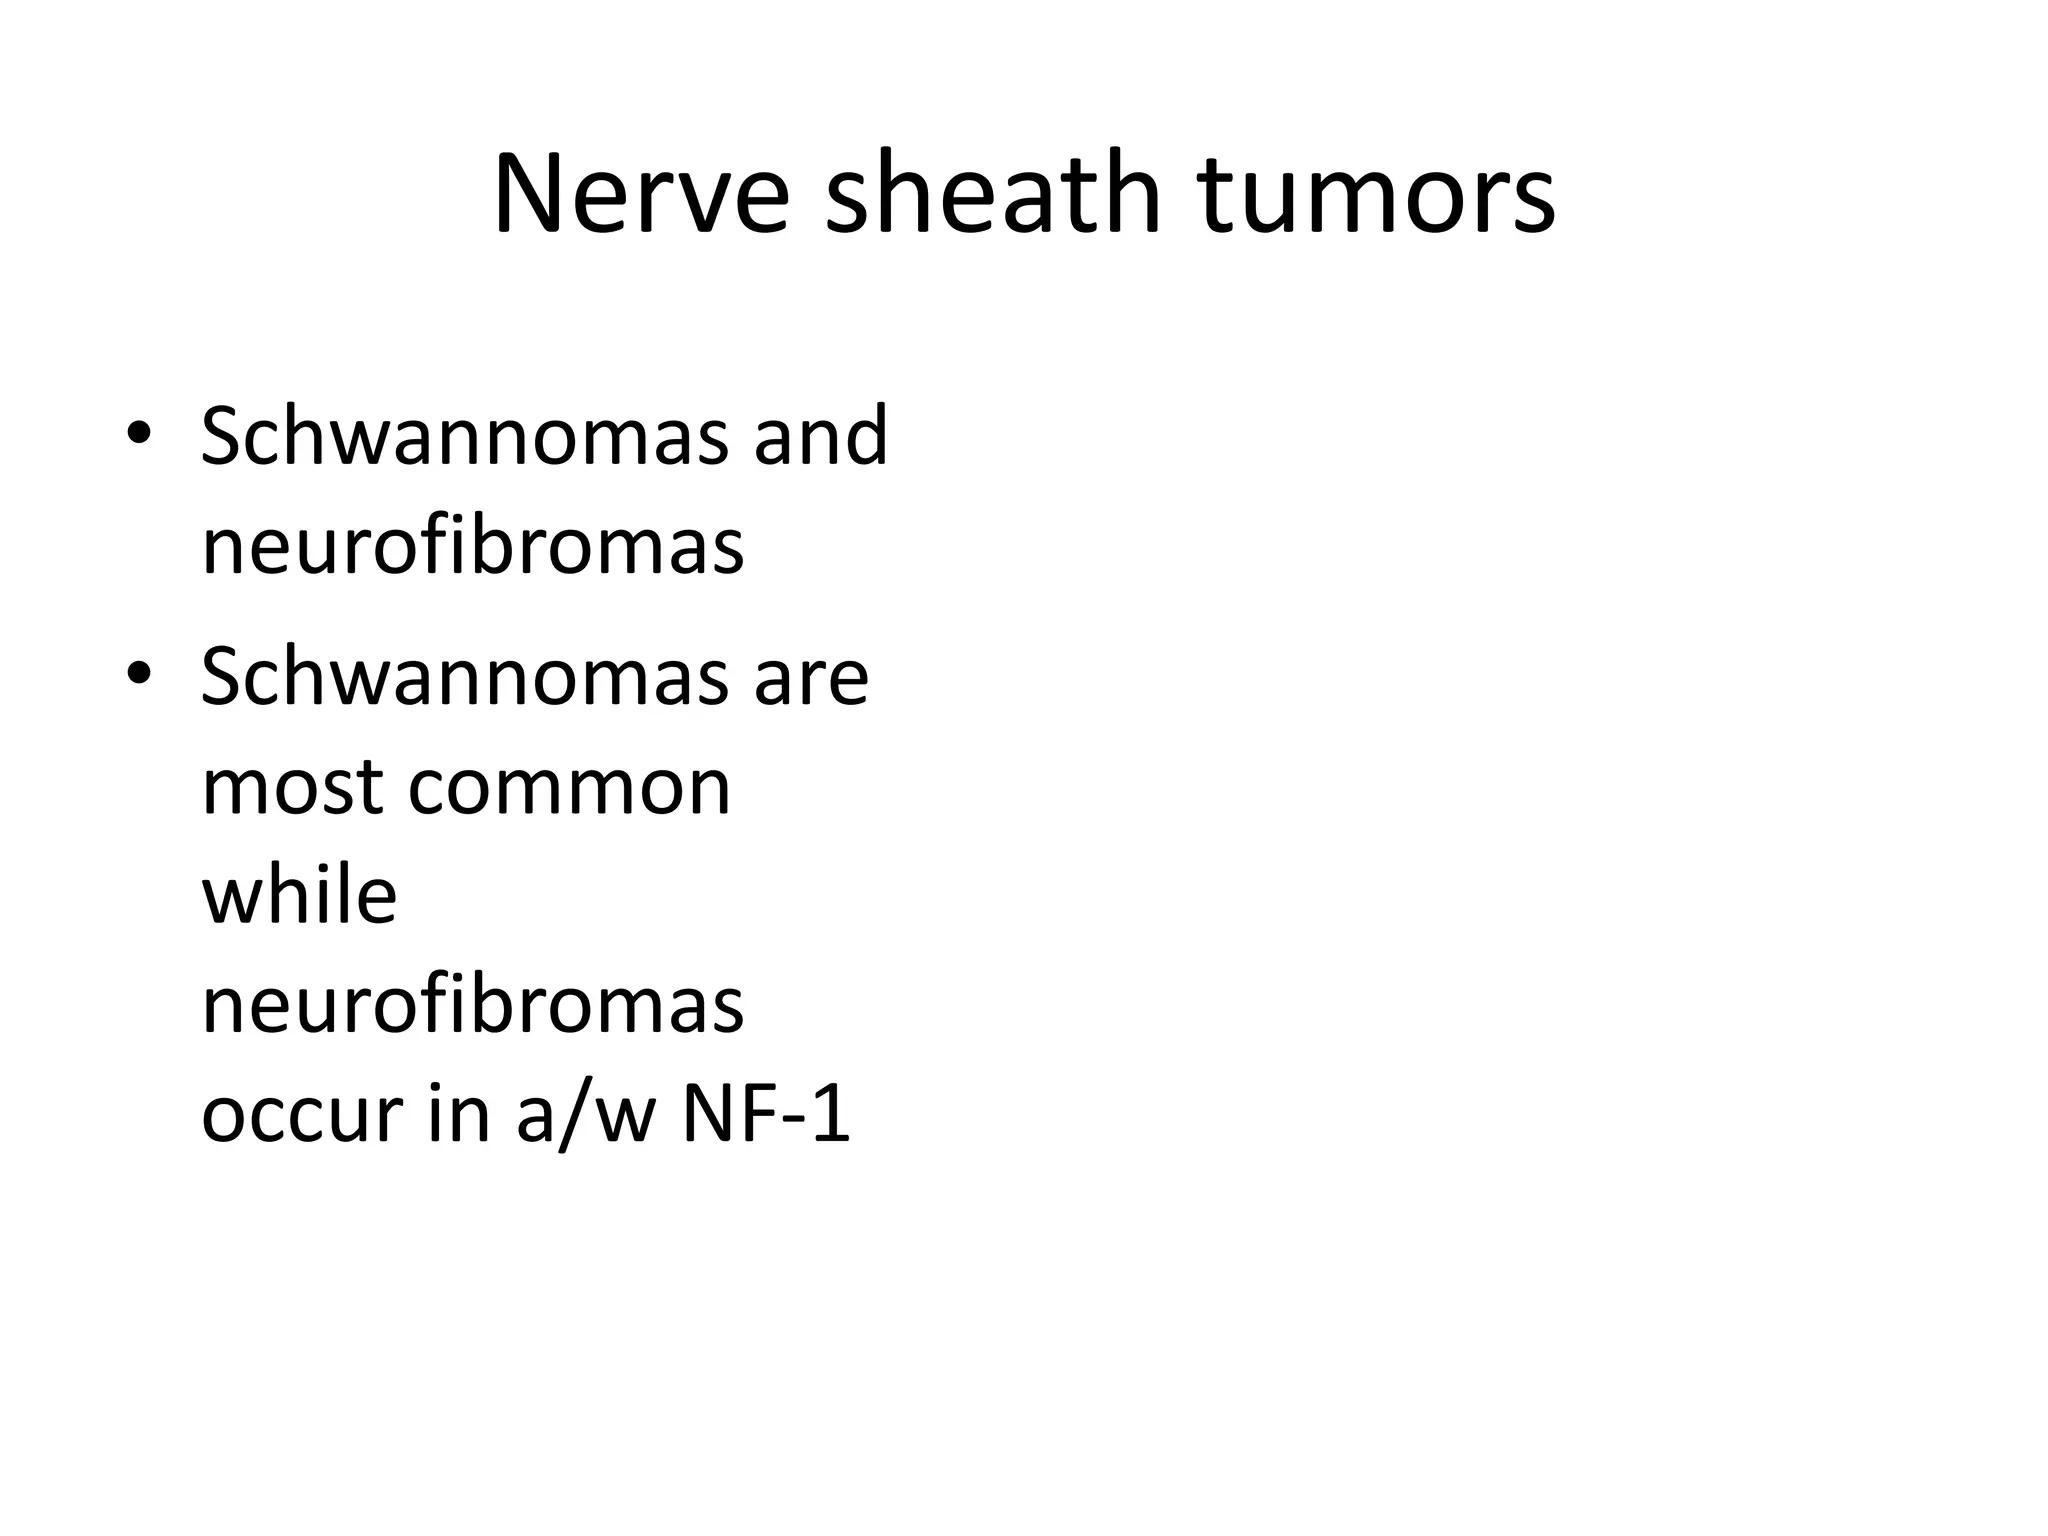 Nerve sheath tumors
• Schwannomas and
neurofibromas
• Schwannomas are
most common
while
neurofibromas
occur in a/w NF-1